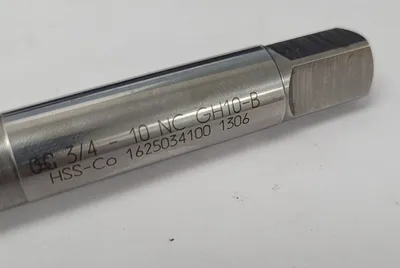 GG 3/4 - 10 NC GH10-B
HSS-Co 1625034100 1306